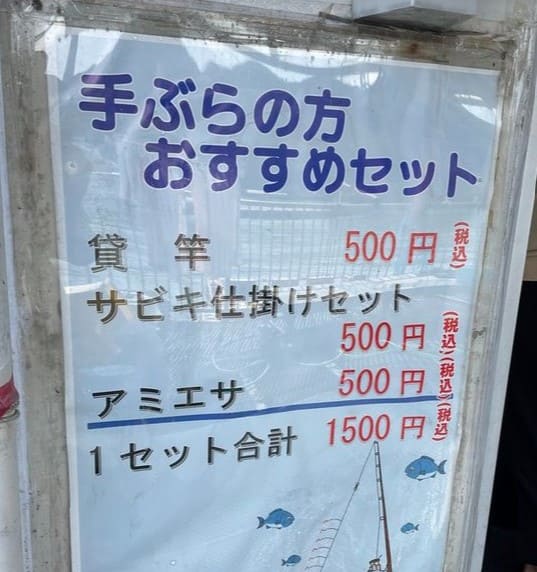 手ぶらの方
おすすめセット
貸 竿 500円(税込)
サビキ仕掛けセット
500円(税込)
アミエサ 500円(税込)
1セット合計 1500円(税込)